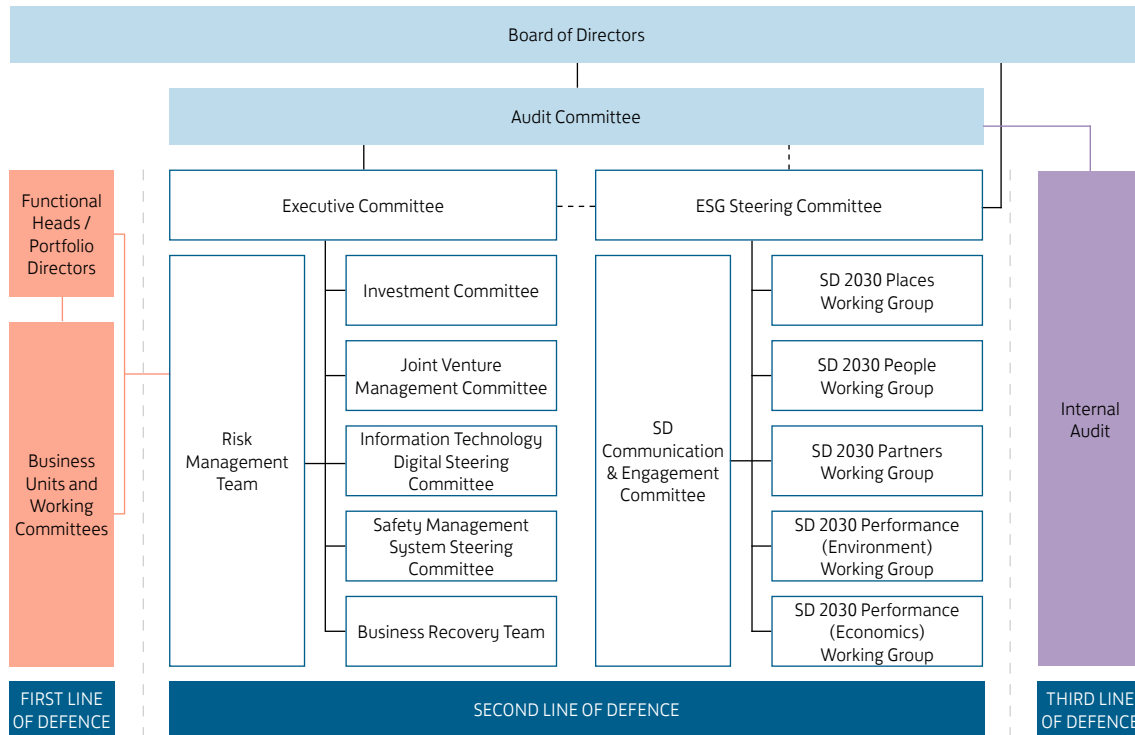 Board of Directors
Audit Committee
Functional
Heads /
Portfolio
Directors
Business
Units and
Working
Committees
Executive Committee
Risk
Management
Team
Investment Committee
Joint Venture
Management Committee
Information Technology
Digital Steering
Committee
Safety Management
System Steering
Committee
Business Recovery Team
ESG Steering Committee
SD
Communication
& Engagement
Committee
SD 2030 Places
Working Group
SD 2030 People
Working Group
SD 2030 Partners
Working Group
SD 2030 Performance
(Environment)
Working Group
SD 2030 Performance
(Economics)
Working Group
Internal
Audit
FIRST LINE
OF DEFENCE
SECOND LINE OF DEFENCE
THIRD LINE
OF DEFENCE